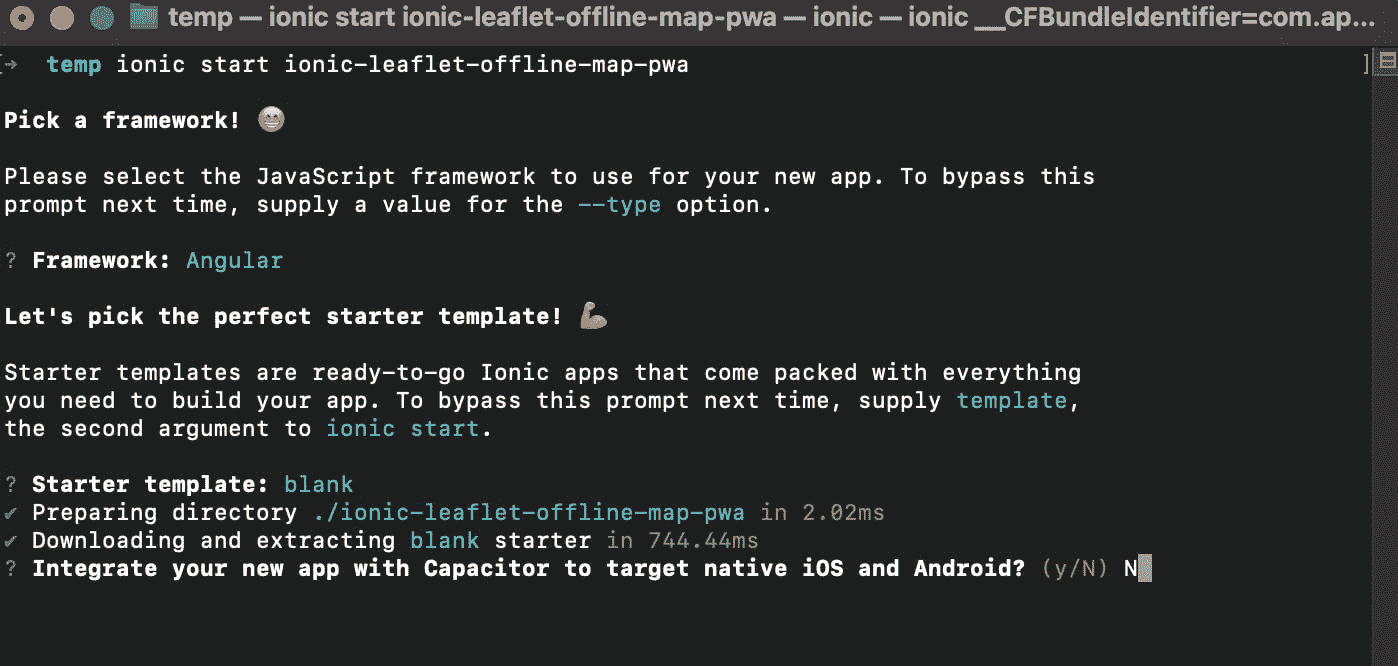 temp — ionic start ionic-leaflet-offline-map-pwa — ionic — ionic __CFBundleIdentifier=com.ap...
[→ temp ionic start ionic-leaflet-offline-map-pwa ]
Pick a framework! 😁
Please select the JavaScript framework to use for your new app. To bypass this
prompt next time, supply a value for the --type option.
? Framework: Angular
Let's pick the perfect starter template! 💪
Starter templates are ready-to-go Ionic apps that come packed with everything
you need to build your app. To bypass this prompt next time, supply template,
the second argument to ionic start.
? Starter template: blank
✔ Preparing directory ./ionic-leaflet-offline-map-pwa in 2.02ms
✔ Downloading and extracting blank starter in 744.44ms
? Integrate your new app with Capacitor to target native iOS and Android? (y/N) N